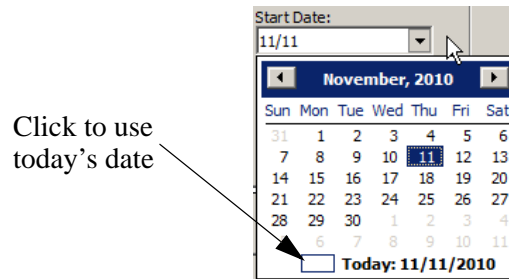 Start Date:
11/11
November, 2010
Sun Mon Tue Wed Thu Fri Sat
31 1 2 3 4 5 6
7 8 9 10 11 12 13
14 15 16 17 18 19 20
21 22 23 24 25 26 27
28 29 30 1 2 3 4
6 7 8 9 10 11
Today: 11/11/2010
Click to use
today's date